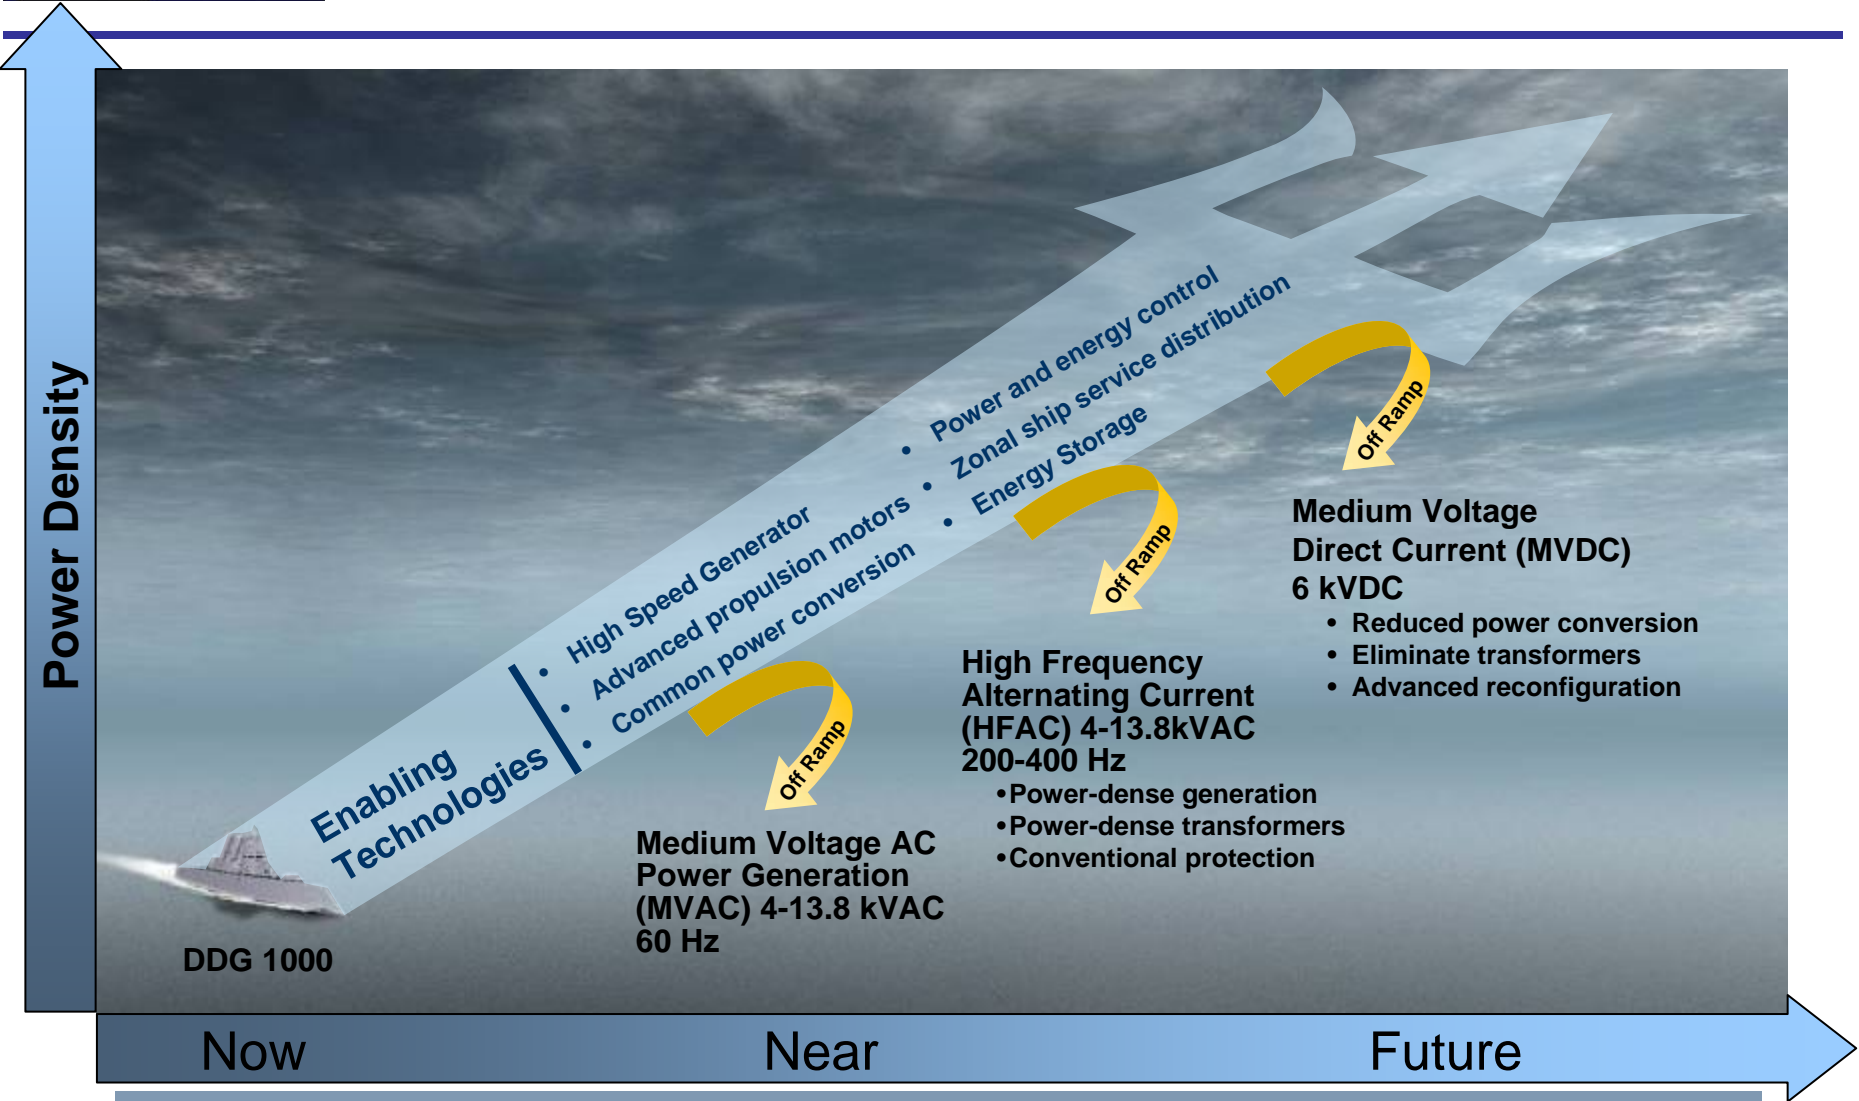 Power Density
Enabling
Technologies
• High Speed Generator
• Advanced propulsion motors
• Common power conversion
• Power and energy control
• Zonal ship service distribution
• Energy Storage
Off Ramp
Off Ramp
Off Ramp
Medium Voltage AC
Power Generation
(MVAC) 4-13.8 kVAC
60 Hz
High Frequency
Alternating Current
(HFAC) 4-13.8kVAC
200-400 Hz
•Power-dense generation
•Power-dense transformers
•Conventional protection
Medium Voltage
Direct Current (MVDC)
6 kVDC
• Reduced power conversion
• Eliminate transformers
• Advanced reconfiguration
DDG 1000
Now
Near
Future